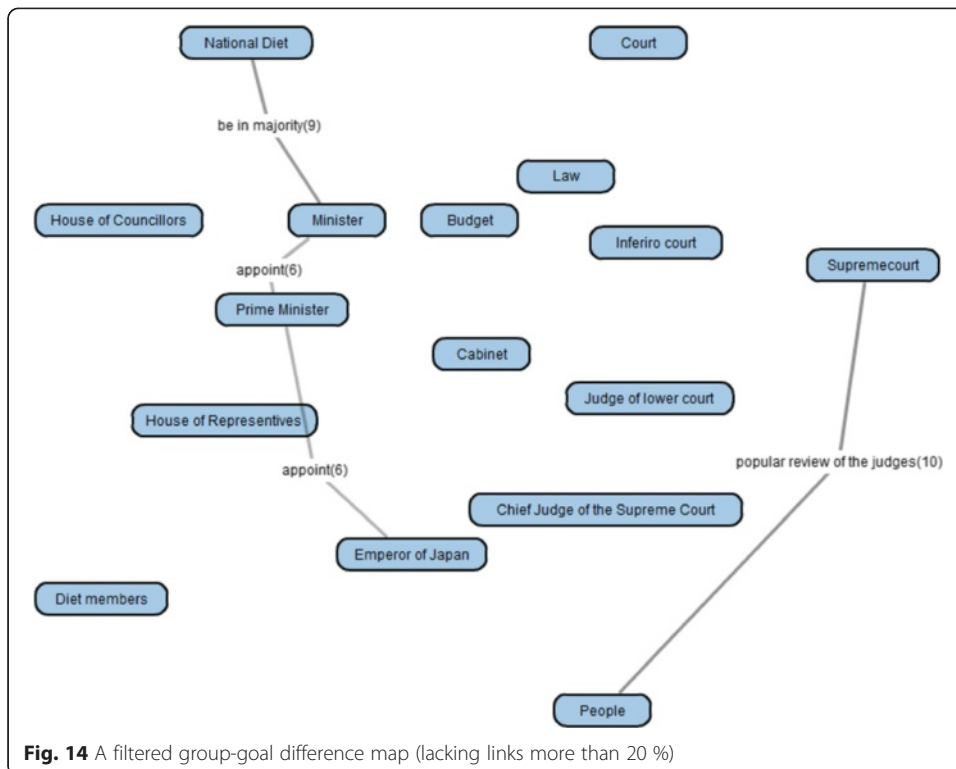 National Diet
Court
be in majority(9)
Law
House of Councillors
Minister
Budget
Inferiro court
Supremecourt
appoint(6)
Prime Minister
Cabinet
Judge of lower court
House of Representives
popular review of the judges(10)
appoint(6)
Chief Judge of the Supreme Court
Emperor of Japan
Diet members
People
Fig. 14 A filtered group-goal difference map (lacking links more than 20 %)